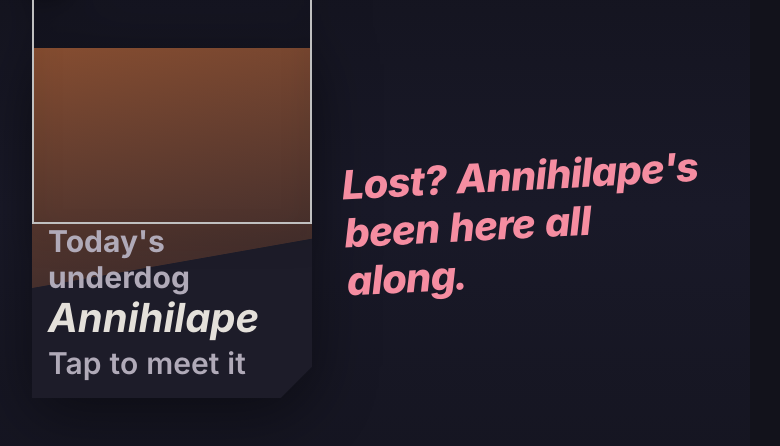 Today's
underdog
Annihilape
Tap to meet it
Lost? Annihilape's
been here all
along.